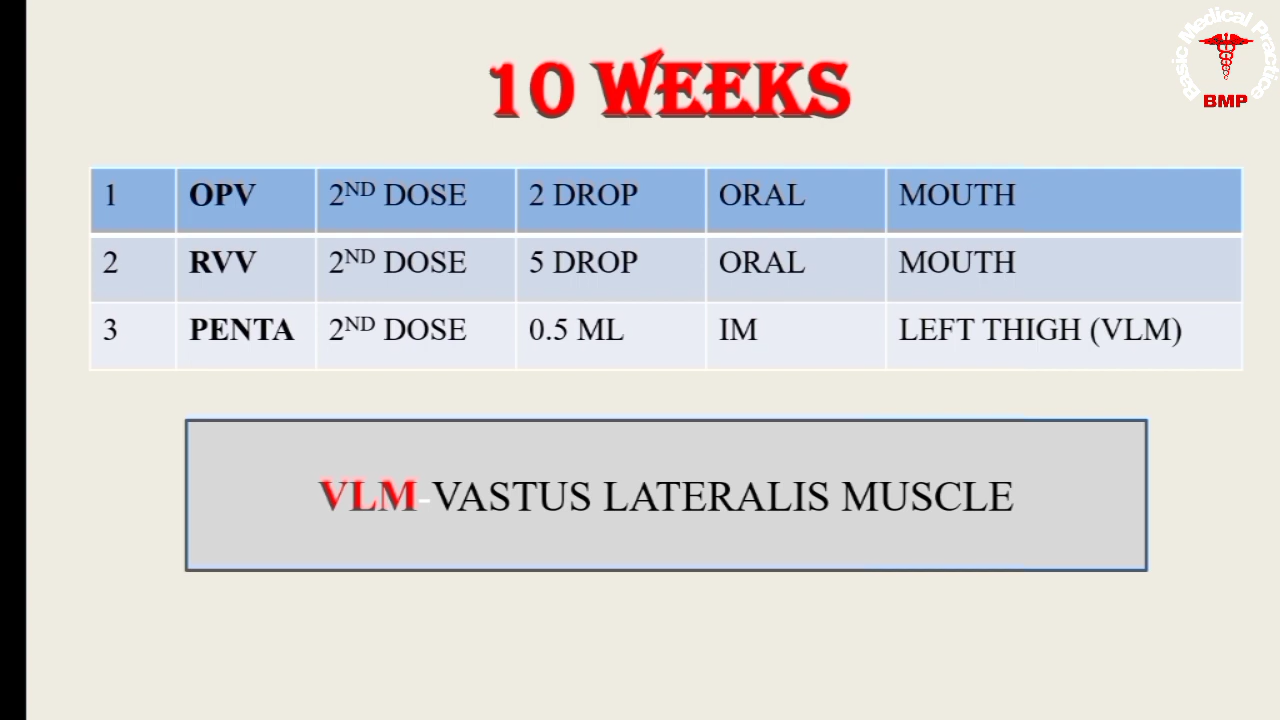 Basic Medical Practice
BMP
10 WEEKS
1 OPV 2ND DOSE 2 DROP ORAL MOUTH
2 RVV 2ND DOSE 5 DROP ORAL MOUTH
3 PENTA 2ND DOSE 0.5 ML IM LEFT THIGH (VLM)
VLM-VASTUS LATERALIS MUSCLE